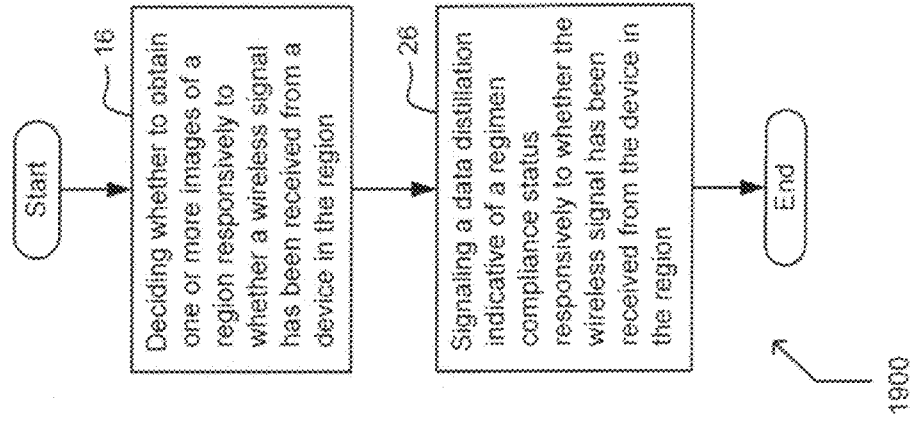 Start
16
Deciding whether to obtain
one or more images of a
region responsively to
whether a wireless signal
has been received from a
device in the region
26
Signaling a data distillation
indicative of a regimen
compliance status
responsively to whether the
wireless signal has been
received from the device in
the region
End
1900